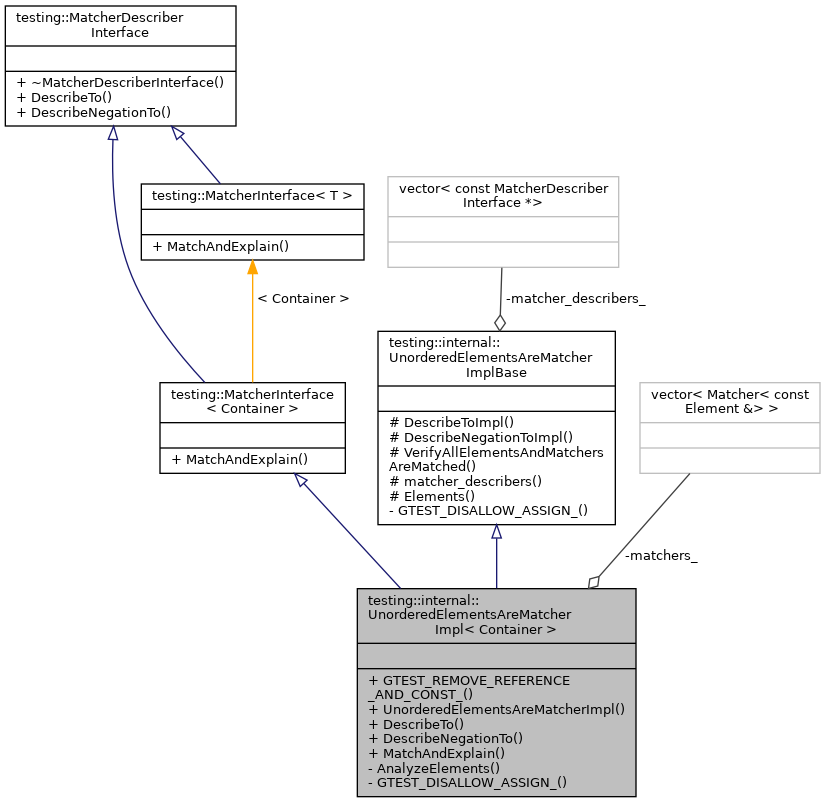 testing::MatcherDescriber
Interface
+ ~MatcherDescriberInterface()
+ DescribeTo()
+ DescribeNegationTo()
testing::MatcherInterface< T >
+ MatchAndExplain()
vector< const MatcherDescriber
Interface *>
< Container >
-matcher_describers_
testing::internal::
UnorderedElementsAreMatcher
ImplBase
# DescribeToImpl()
# DescribeNegationToImpl()
# VerifyAllElementsAndMatchers
AreMatched()
# matcher_describers()
# Elements()
- GTEST_DISALLOW_ASSIGN_()
testing::MatcherInterface
< Container >
+ MatchAndExplain()
vector< Matcher< const
Element &> >
-matchers_
testing::internal::
UnorderedElementsAreMatcher
Impl< Container >
+ GTEST_REMOVE_REFERENCE
_AND_CONST_()
+ UnorderedElementsAreMatcherImpl()
+ DescribeTo()
+ DescribeNegationTo()
+ MatchAndExplain()
- AnalyzeElements()
- GTEST_DISALLOW_ASSIGN_()